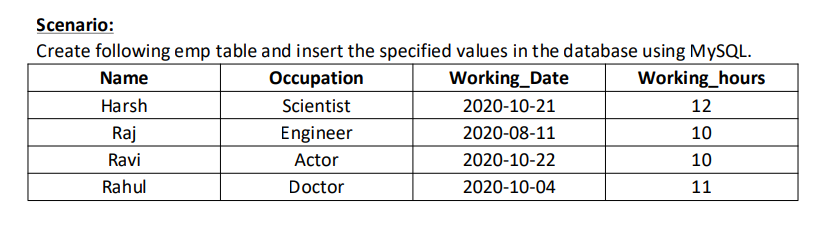 Scenario:
Create following emp table and insert the specified values in the database using MySQL.
Name Occupation Working_Date Working_hours
Harsh Scientist 2020-10-21 12
Raj Engineer 2020-08-11 10
Ravi Actor 2020-10-22 10
Rahul Doctor 2020-10-04 11